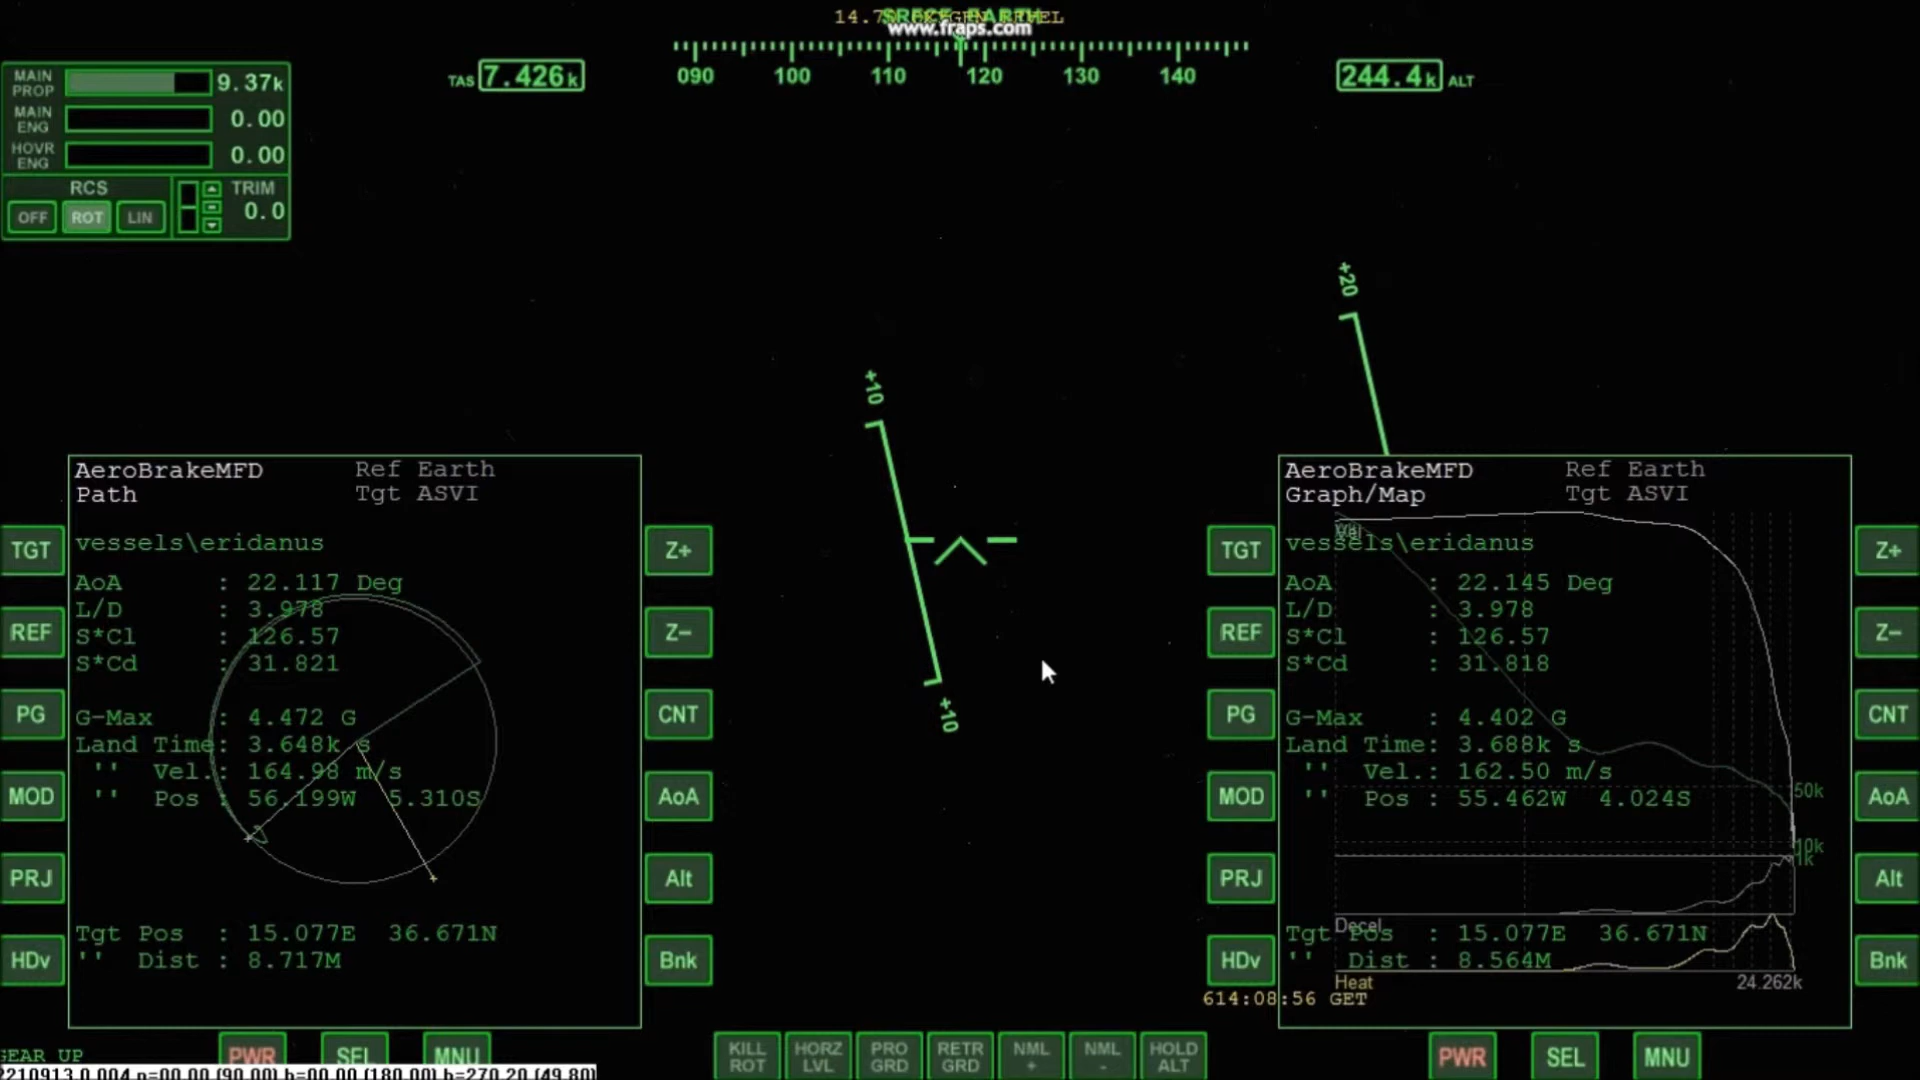 www.fraps.com
090 100 110 120 130 140
TAS 7.426k
244.4k ALT
MAIN PROP 9.37k
MAIN ENG 0.00
HOVR ENG 0.00
RCS
TRIM
OFF ROT LIN
0.0
+20
+10
+10
AeroBrakeMFD Ref Earth
Path Tgt ASVI
vessels\eridanus
AoA : 22.117 Deg
L/D : 3.978
S*Cl : 126.57
S*Cd : 31.821
G-Max : 4.472 G
Land Time: 3.648k s
'' Vel.: 164.98 m/s
'' Pos : 56.199W 5.310S
Tgt Pos : 15.077E 36.671N
'' Dist : 8.717M
TGT
REF
PG
MOD
PRJ
HDv
Z+
Z-
CNT
AoA
Alt
Bnk
AeroBrakeMFD Ref Earth
Graph/Map Tgt ASVI
vessels\eridanus
AoA : 22.145 Deg
L/D : 3.978
S*Cl : 126.57
S*Cd : 31.818
G-Max : 4.402 G
Land Time: 3.688k s
'' Vel.: 162.50 m/s
'' Pos : 55.462W 4.024S
50k
10k
1k
Decel
Tgt Pos : 15.077E 36.671N
'' Dist : 8.564M
Heat
24.262k
614:08:56 GET
TGT
REF
PG
MOD
PRJ
HDv
Z+
Z-
CNT
AoA
Alt
Bnk
GEAR UP
PWR SEL MNU
KILL ROT
HORZ LVL
PRO GRD
RETR GRD
NML +
NML -
HOLD ALT
PWR SEL MNU